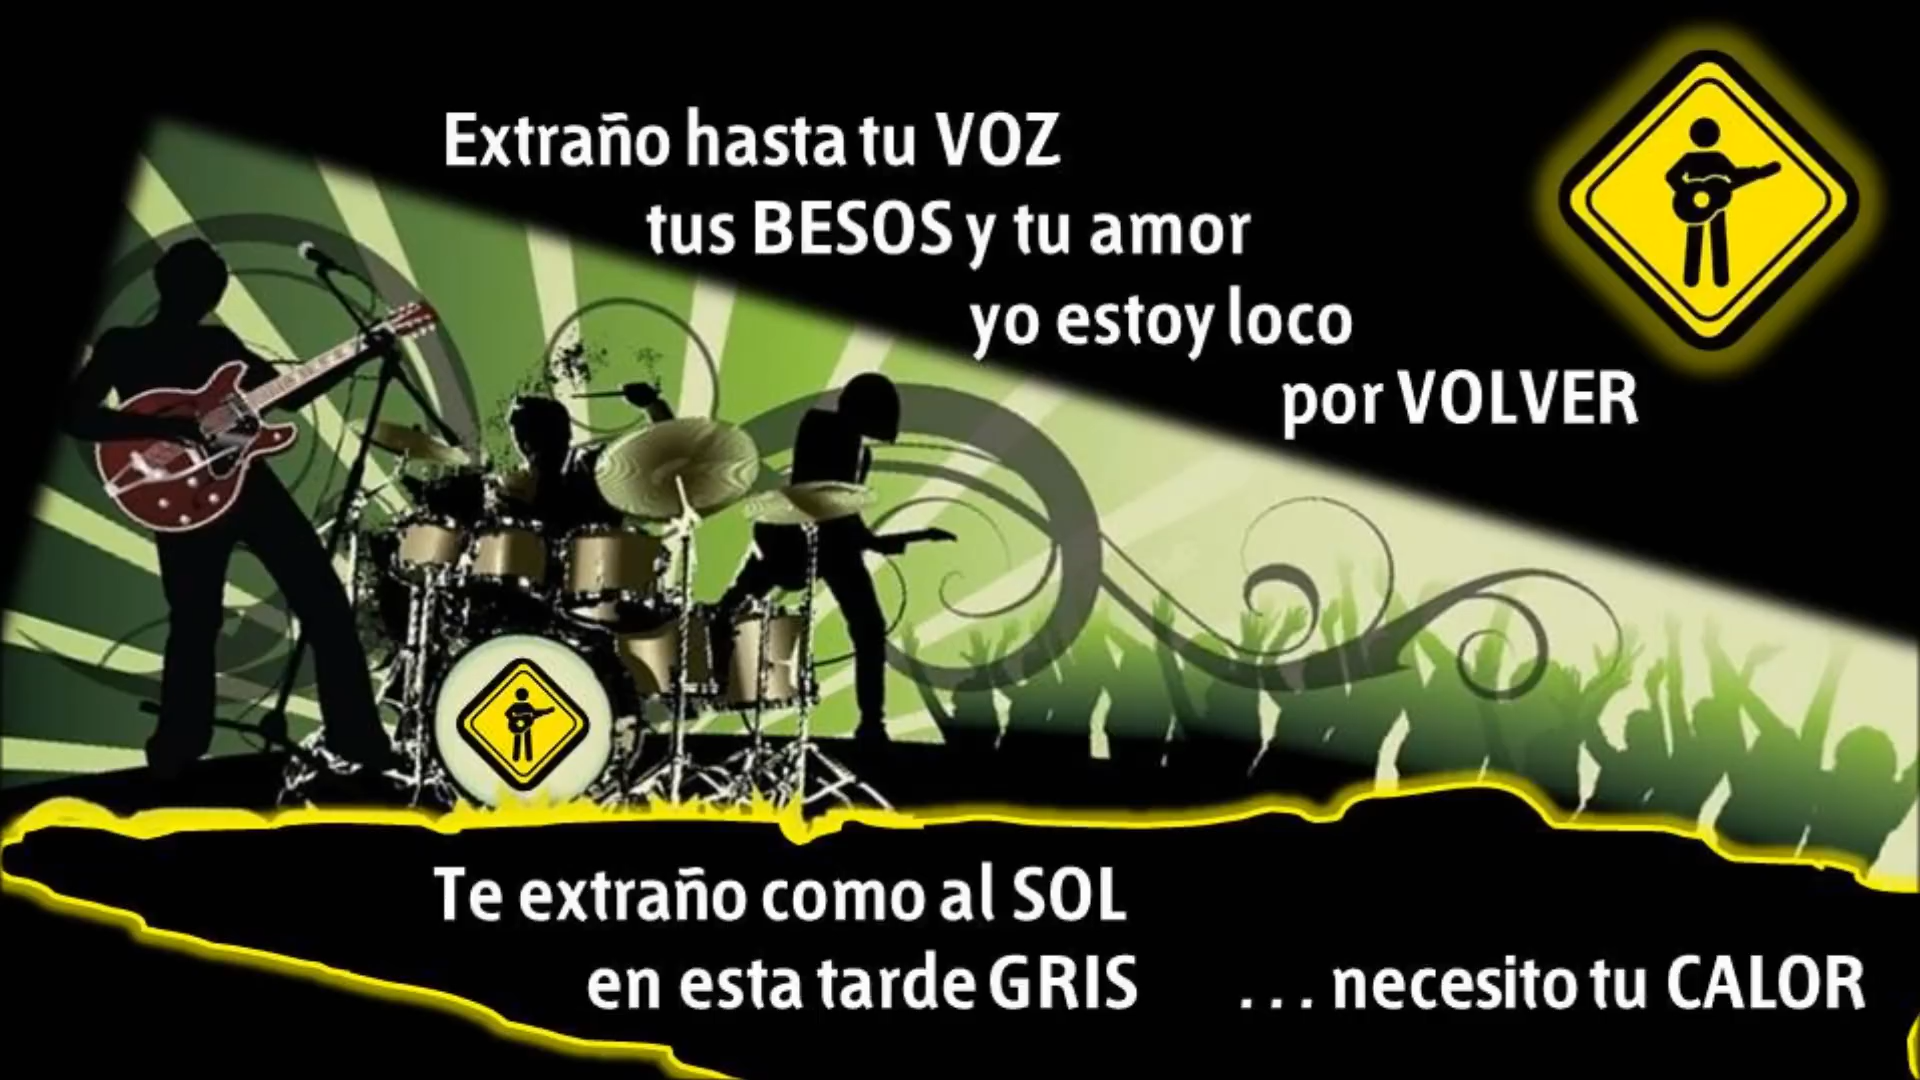 Extraño hasta tu VOZ
tus BESOS y tu amor
yo estoy loco
por VOLVER
Te extraño como al SOL
en esta tarde GRIS
... necesito tu CALOR